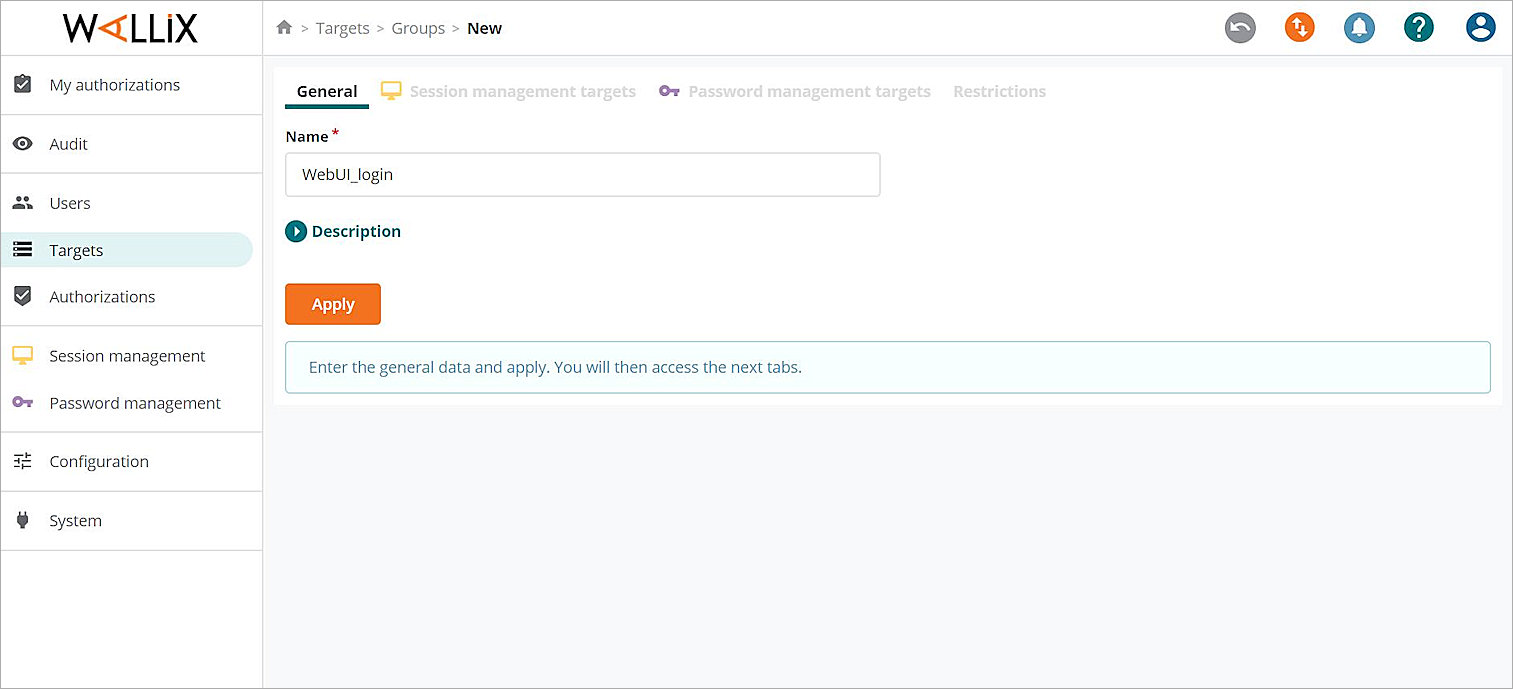 WALLIX
> Targets > Groups > New
My authorizations
Audit
Users
Targets
Authorizations
Session management
Password management
Configuration
System
General Session management targets Password management targets Restrictions
Name *
WebUI_login
Description
Apply
Enter the general data and apply. You will then access the next tabs.